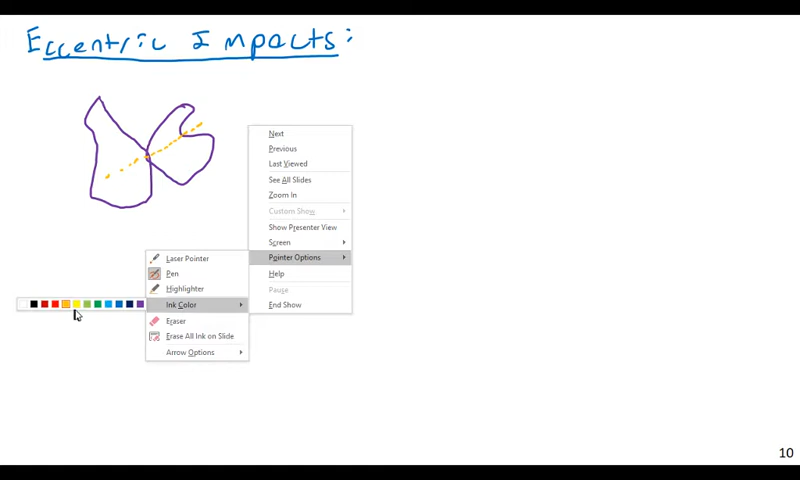 Eccentric Impacts:
Next
Previous
Last Viewed
See All Slides
Zoom In
Custom Show
Show Presenter View
Screen
Pointer Options
Help
Pause
End Show
Laser Pointer
Pen
Highlighter
Ink Color
Eraser
Erase All Ink on Slide
Arrow Options
10